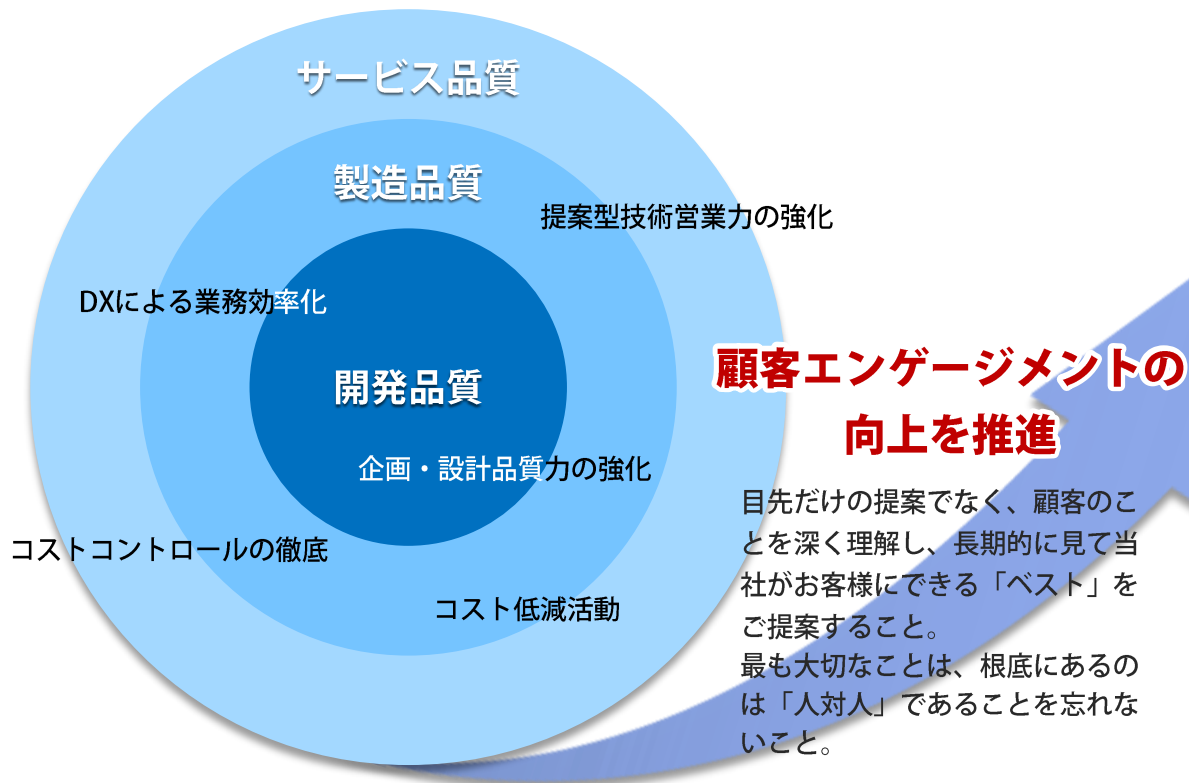 サービス品質
製造品質
提案型技術営業力の強化
DXによる業務効率化
開発品質
企画・設計品質力の強化
コストコントロールの徹底
コスト低減活動
顧客エンゲージメントの
向上を推進
目先だけの提案でなく、顧客のこ
とを深く理解し、長期的に見て当
社がお客様にできる「ベスト」を
ご提案すること。
最も大切なことは、根底にあるの
は「人対人」であることを忘れな
いこと。